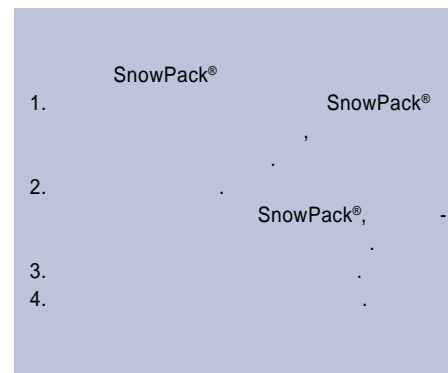 SnowPack®
1. SnowPack®
,
.
2. .
SnowPack®, -
.
3. .
4. .